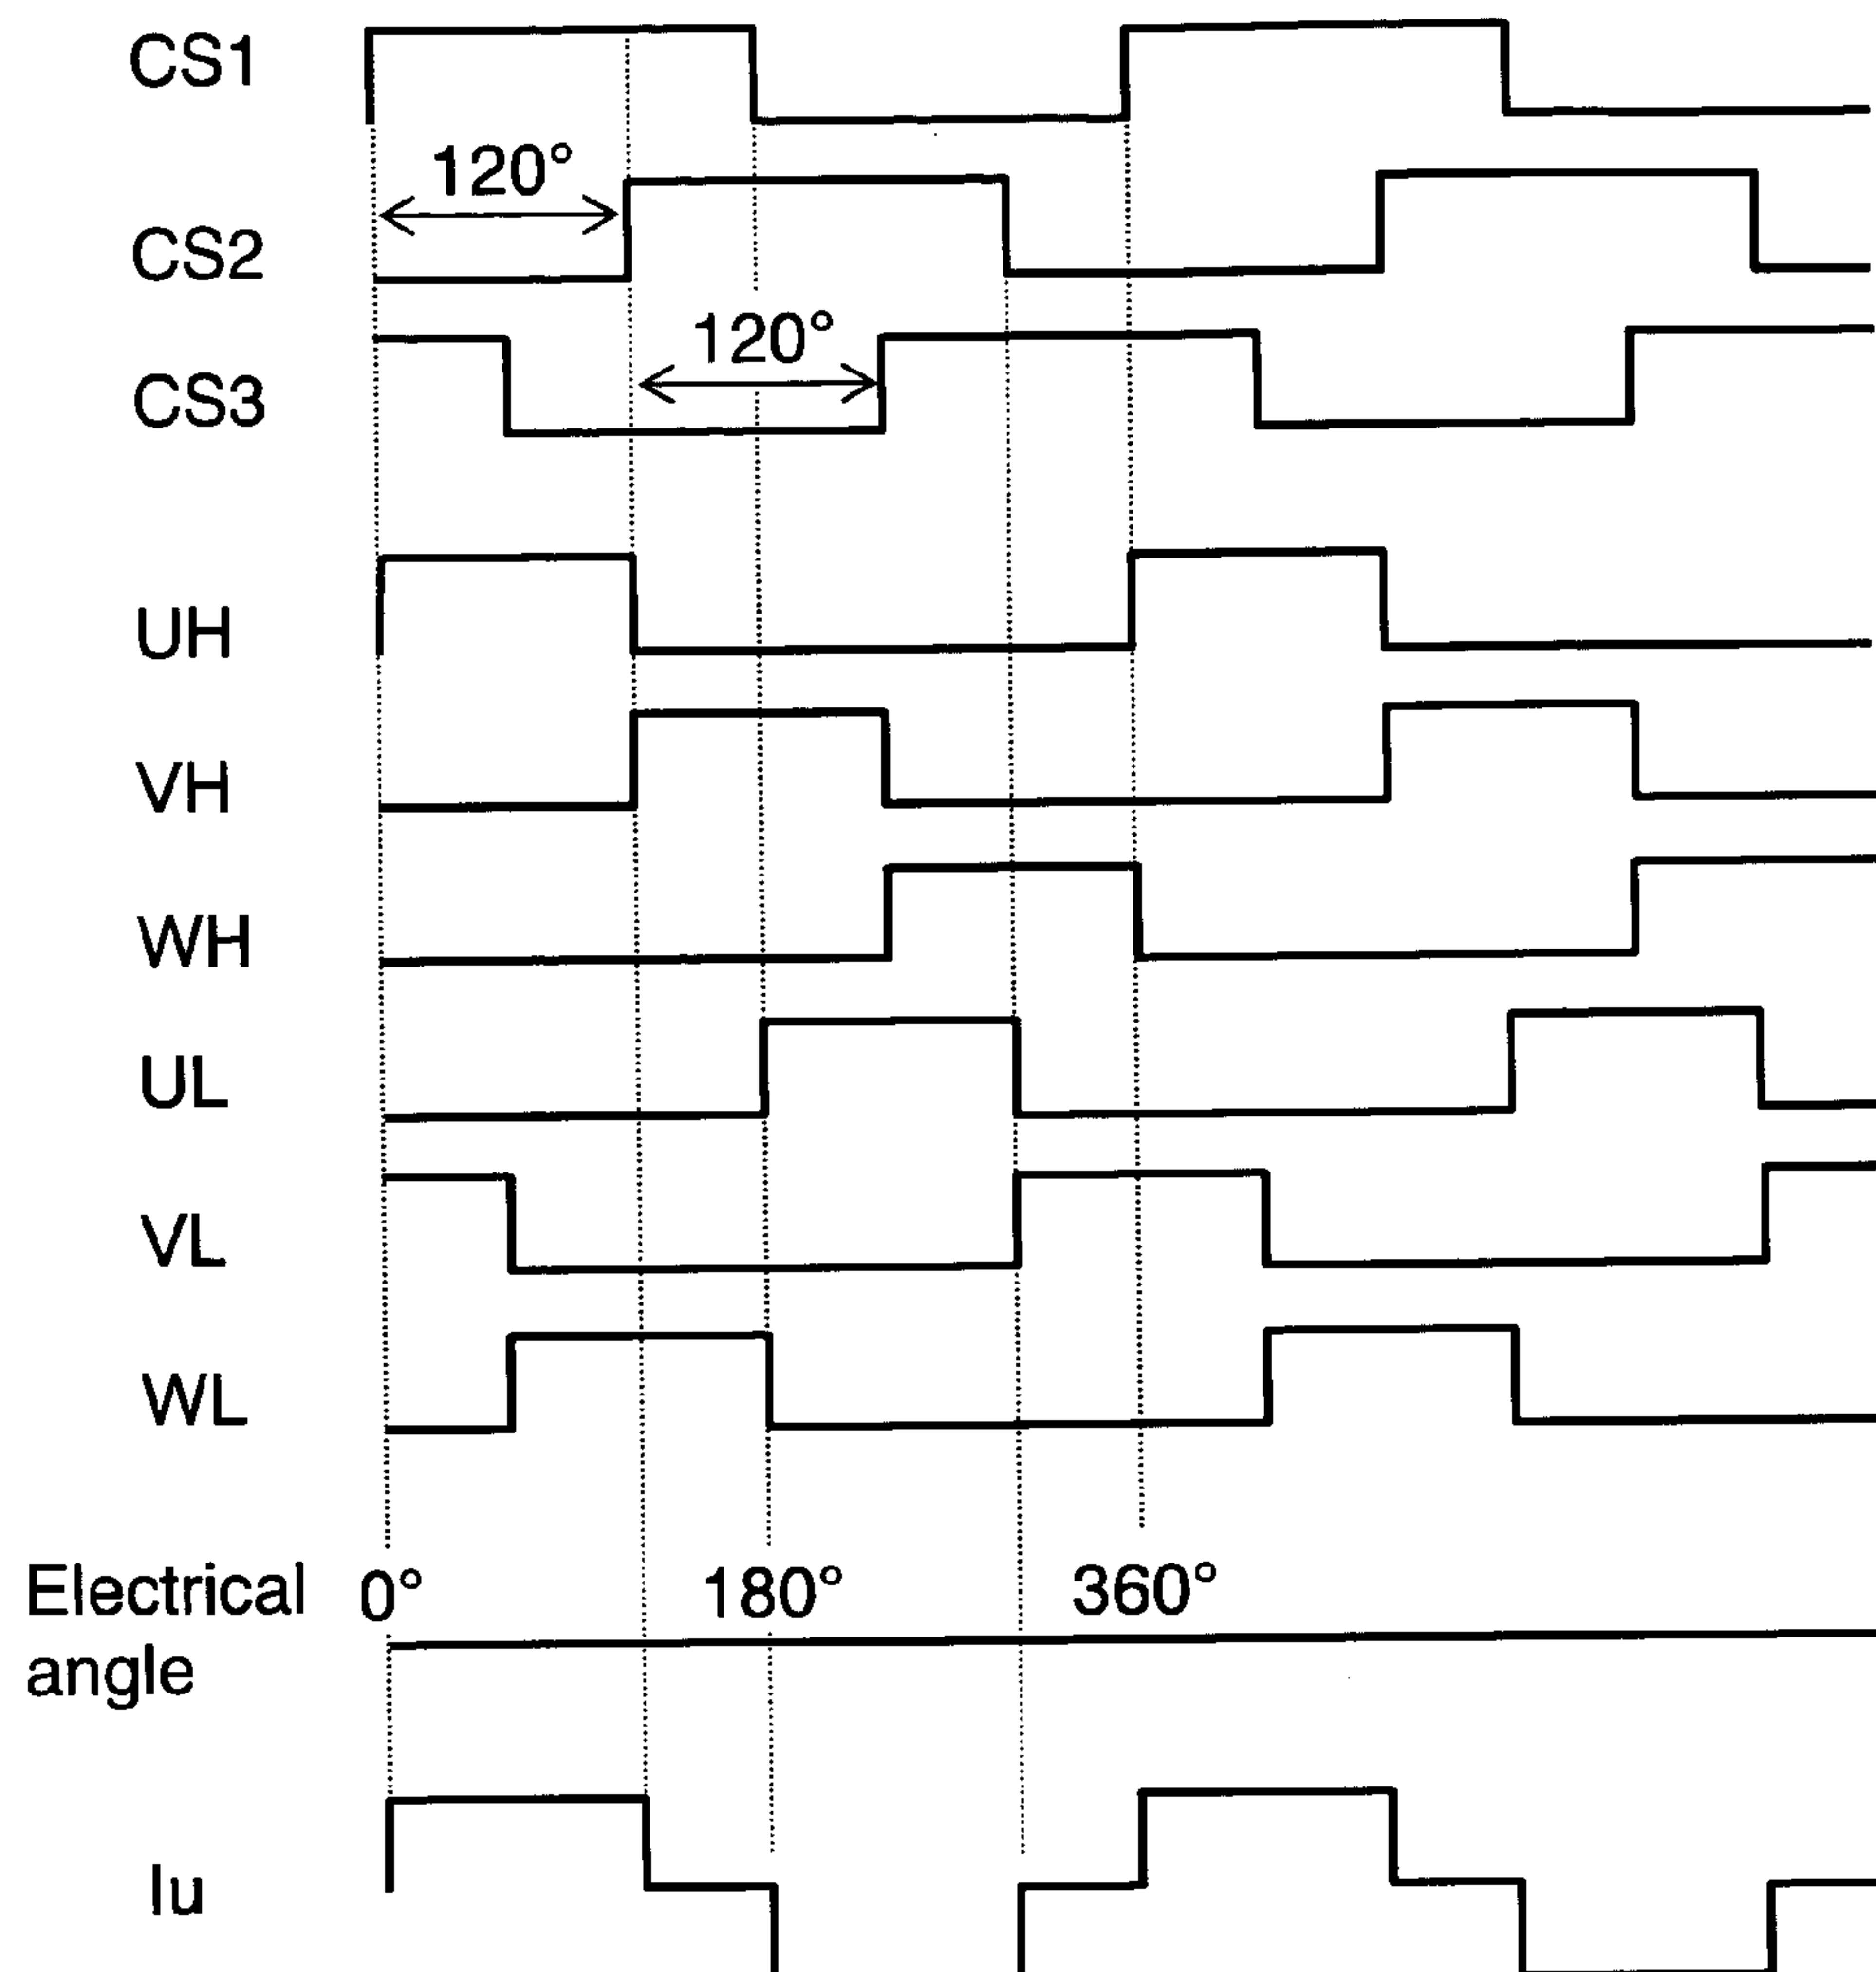 CS1
120°
CS2
120°
CS3
UH
VH
WH
UL
VL
WL
Electrical angle 0° 180° 360°
Iu